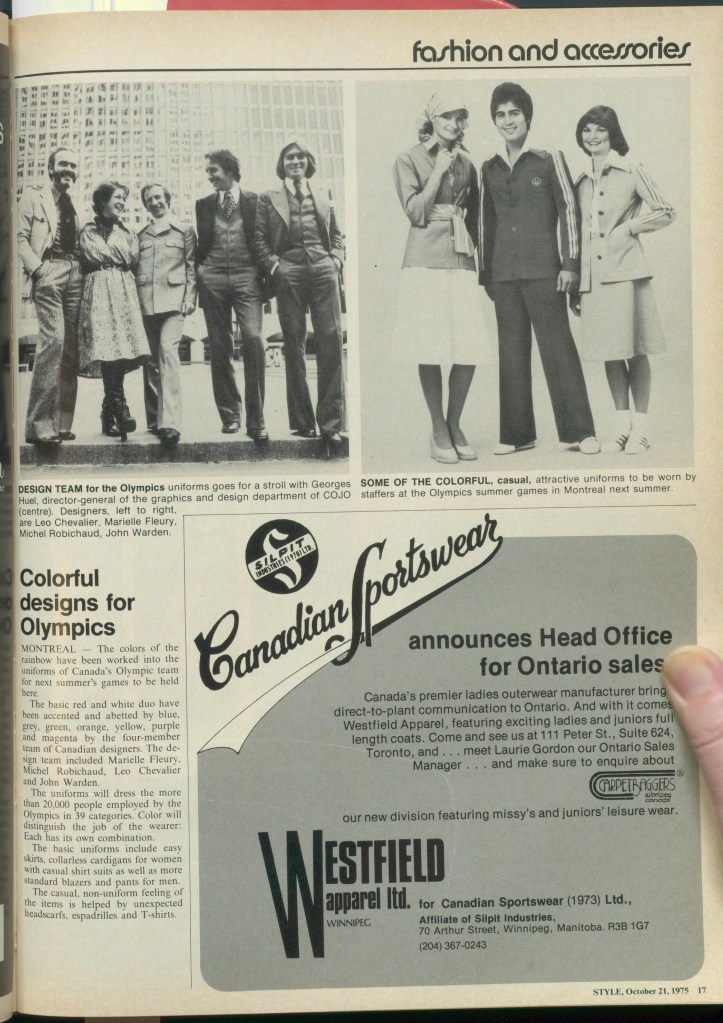 fashion and accessories
DESIGN TEAM for the Olympics uniforms goes for a stroll with Georges
Huel, director-general of the graphics and design department of COJO
(centre). Designers, left to right,
are Leo Chevalier, Marielle Fleury,
Michel Robichaud, John Warden.
SOME OF THE COLORFUL, casual, attractive uniforms to be worn by
staffers at the Olympics summer games in Montreal next summer.
Colorful
designs for
Olympics
MONTREAL — The colors of the
rainbow have been worked into the
uniforms of Canada's Olympic team
for next summer's games to be held
here.
The basic red and white duo have
been accented and abetted by blue,
grey, green, orange, yellow, purple
and magenta by the four-member
team of Canadian designers. The de-
sign team included Marielle Fleury,
Michel Robichaud, Leo Chevalier
and John Warden.
The uniforms will dress the more
than 20,000 people employed by the
Olympics in 39 categories. Color will
distinguish the job of the wearer:
Each has its own combination.
The basic uniforms include easy
skirts, collarless cardigans for women
with casual shirt suits as well as more
standard blazers and pants for men.
The casual, non-uniform feeling of
the items is helped by unexpected
headscarfs, espadrilles and T-shirts.
SILPIT
INDUSTRIES (1970) LTD.
Canadian Sportswear
announces Head Office
for Ontario sales
Canada's premier ladies outerwear manufacturer brings
direct-to-plant communication to Ontario. And with it comes
Westfield Apparel, featuring exciting ladies and juniors full
length coats. Come and see us at 111 Peter St., Suite 624,
Toronto, and . . . meet Laurie Gordon our Ontario Sales
Manager . . . and make sure to enquire about
CARPETBAGGERS ®
winnipeg
canada
our new division featuring missy's and juniors' leisure wear.
WESTFIELD
apparel ltd.
WINNIPEG
for Canadian Sportswear (1973) Ltd.,
Affiliate of Silpit Industries,
70 Arthur Street, Winnipeg, Manitoba. R3B 1G7
(204) 367-0243
STYLE, October 21, 1975 17